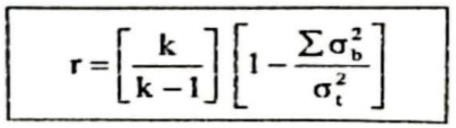 r = [k / (k − 1)] [1 − Σσ_b² / σ_t²]